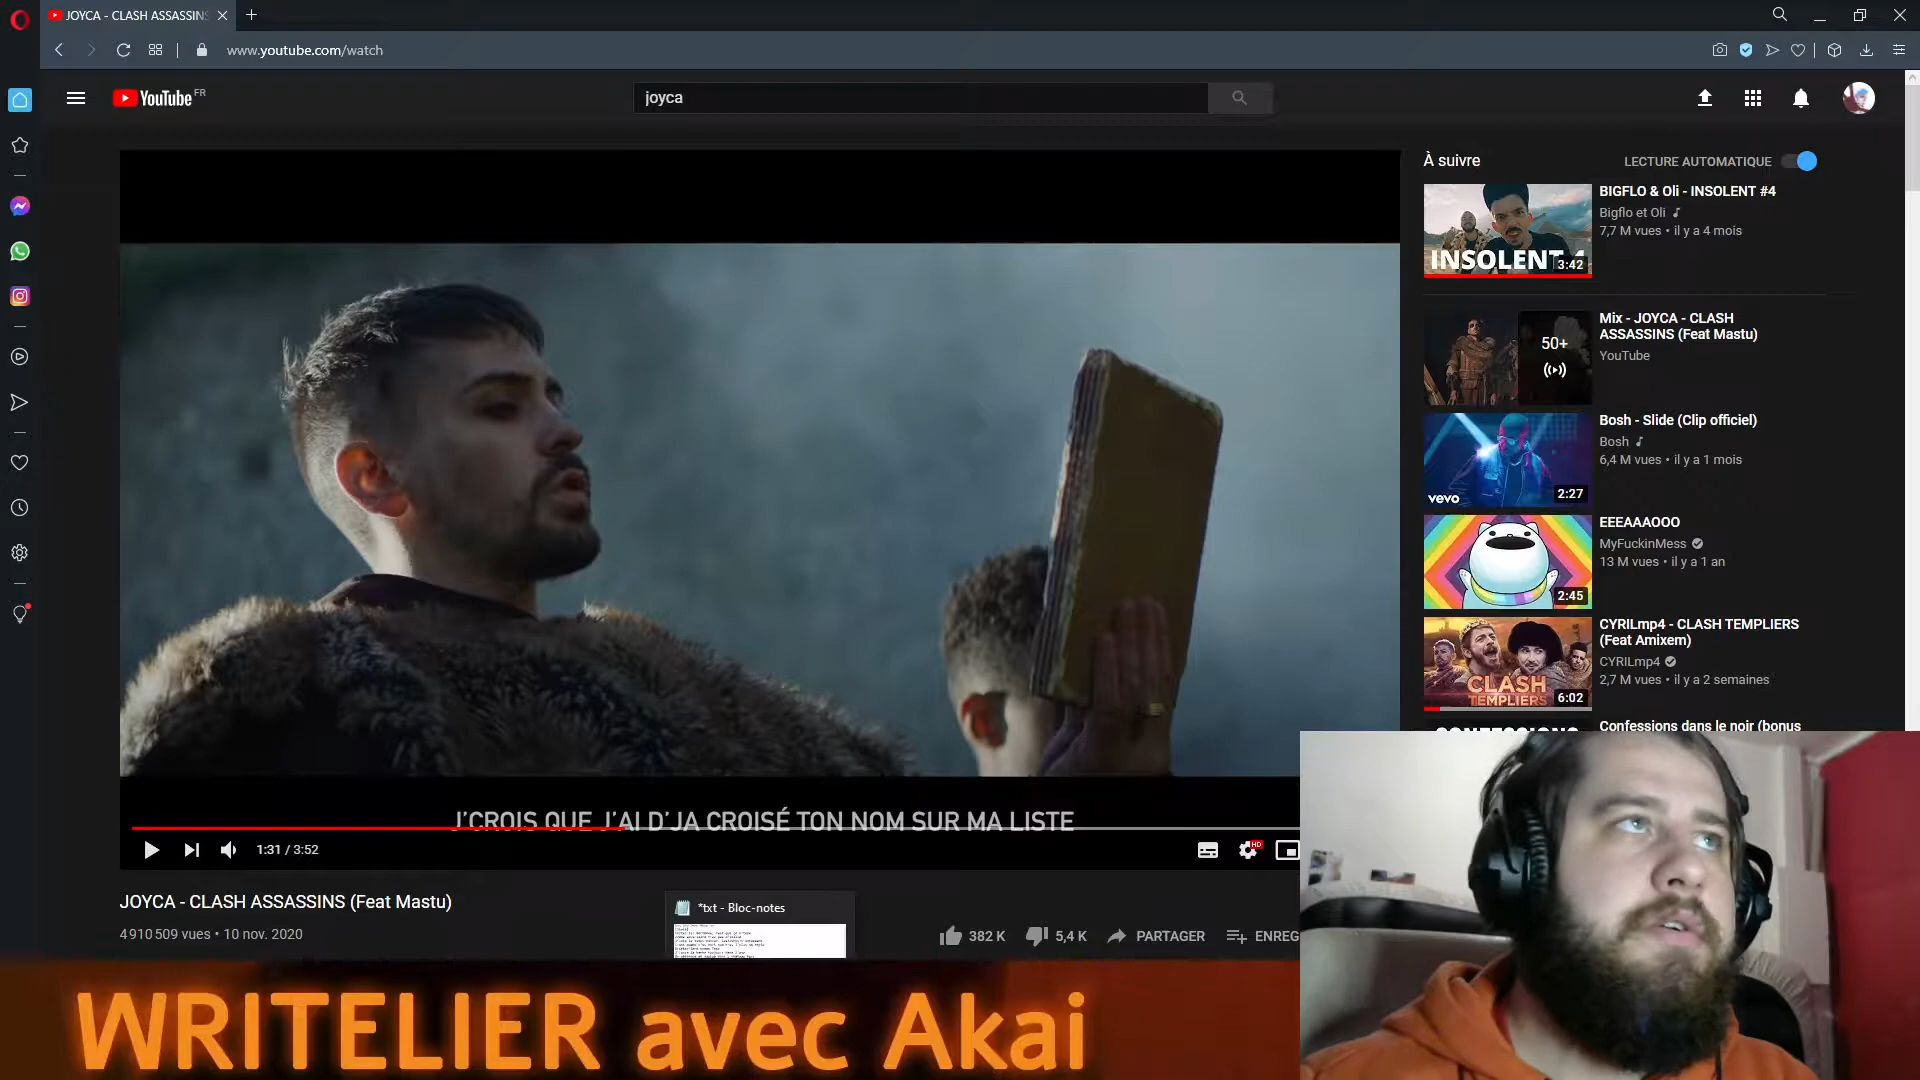 JOYCA - CLASH ASSASSINS
www.youtube.com/watch
YouTube FR
joyca
À suivre
LECTURE AUTOMATIQUE
INSOLENT 4
3:42
BIGFLO & Oli - INSOLENT #4
Bigflo et Oli
7,7 M vues • il y a 4 mois
50+
Mix - JOYCA - CLASH
ASSASSINS (Feat Mastu)
YouTube
vevo
2:27
Bosh - Slide (Clip officiel)
Bosh
6,4 M vues • il y a 1 mois
2:45
EEEAAAOOO
MyFuckinMess
13 M vues • il y a 1 an
CLASH
TEMPLIERS
6:02
CYRILmp4 - CLASH TEMPLIERS
(Feat Amixem)
CYRILmp4
2,7 M vues • il y a 2 semaines
CONFESSIONS
Confessions dans le noir (bonus
J'CROIS QUE J'AI D'JA CROISÉ TON NOM SUR MA LISTE
1:31 / 3:52
HD
JOYCA - CLASH ASSASSINS (Feat Mastu)
4 910 509 vues • 10 nov. 2020
*txt - Bloc-notes
382 K
5,4 K
PARTAGER
ENREG
WRITELIER avec Akai